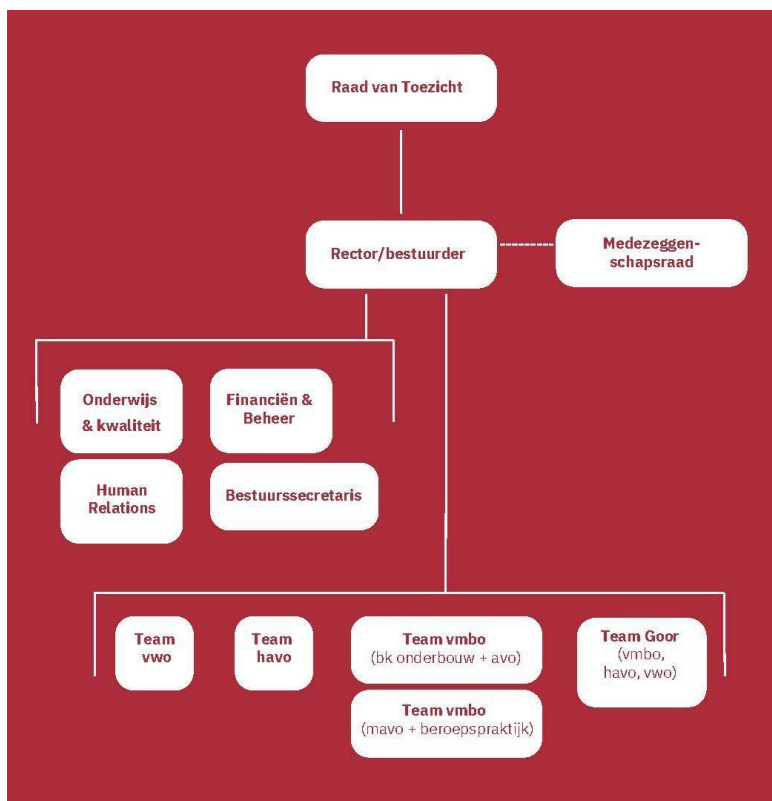 Raad van Toezicht
Rector/bestuurder
Medezeggen-
schapsraad
Onderwijs
& kwaliteit
Financiën &
Beheer
Human
Relations
Bestuurssecretaris
Team
vwo
Team
havo
Team vmbo
(bk onderbouw + avo)
Team vmbo
(mavo + beroepspraktijk)
Team Goor
(vmbo,
havo, vwo)